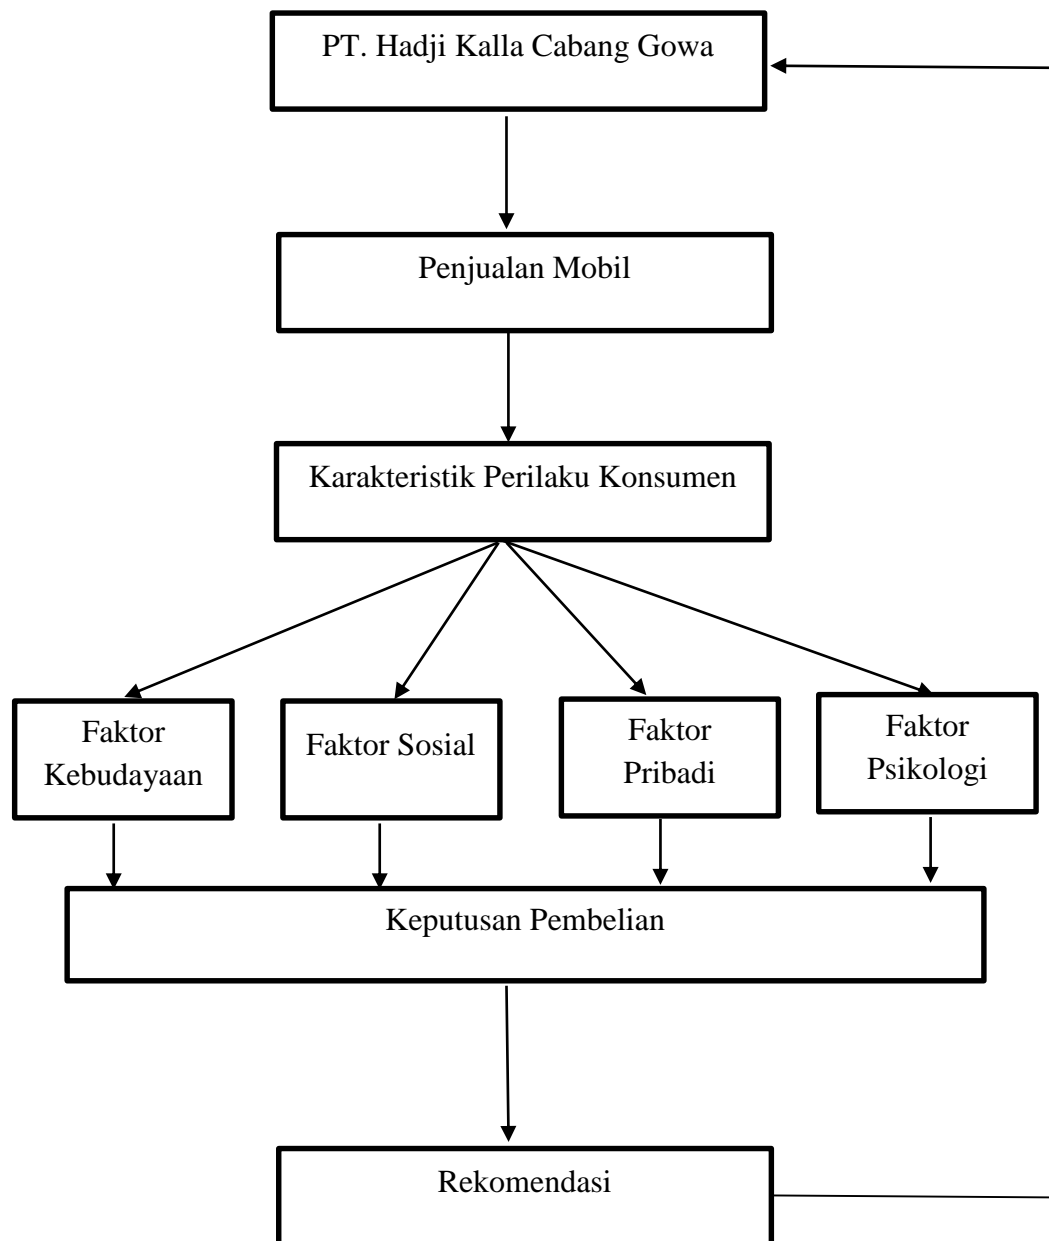 PT. Hadji Kalla Cabang Gowa
Penjualan Mobil
Karakteristik Perilaku Konsumen
Faktor
Kebudayaan
Faktor Sosial
Faktor
Pribadi
Faktor
Psikologi
Keputusan Pembelian
Rekomendasi